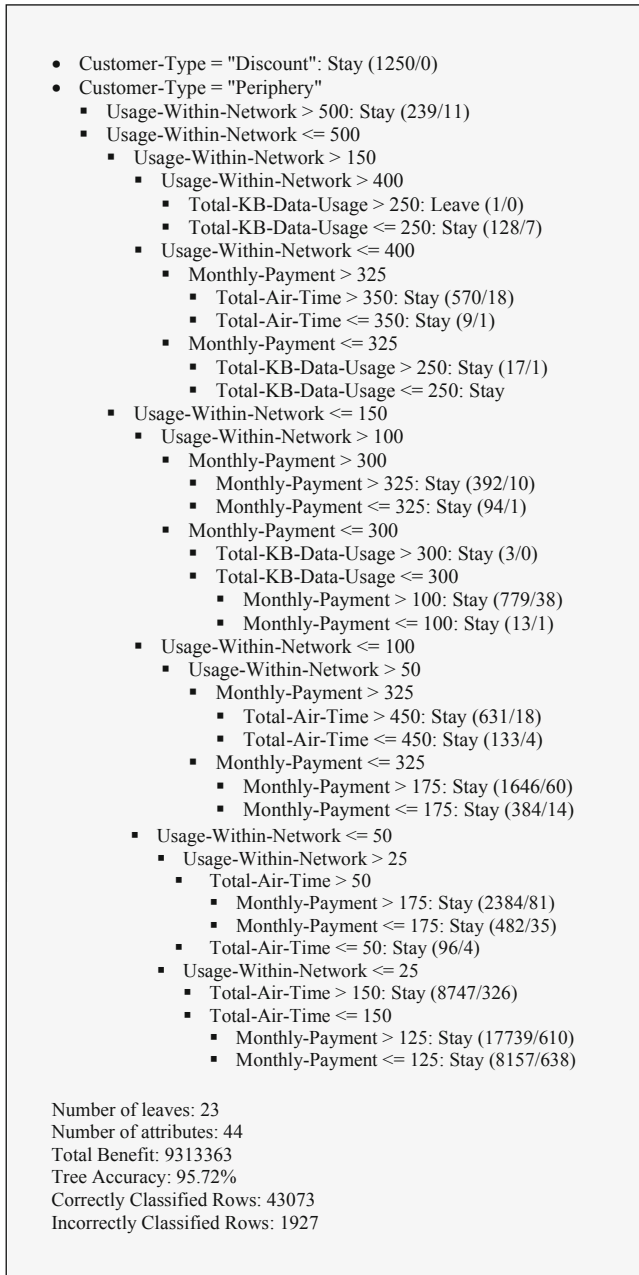 • Customer-Type = "Discount": Stay (1250/0)
• Customer-Type = "Periphery"
▪ Usage-Within-Network > 500: Stay (239/11)
▪ Usage-Within-Network <= 500
▪ Usage-Within-Network > 150
▪ Usage-Within-Network > 400
▪ Total-KB-Data-Usage > 250: Leave (1/0)
▪ Total-KB-Data-Usage <= 250: Stay (128/7)
▪ Usage-Within-Network <= 400
▪ Monthly-Payment > 325
▪ Total-Air-Time > 350: Stay (570/18)
▪ Total-Air-Time <= 350: Stay (9/1)
▪ Monthly-Payment <= 325
▪ Total-KB-Data-Usage > 250: Stay (17/1)
▪ Total-KB-Data-Usage <= 250: Stay
▪ Usage-Within-Network <= 150
▪ Usage-Within-Network > 100
▪ Monthly-Payment > 300
▪ Monthly-Payment > 325: Stay (392/10)
▪ Monthly-Payment <= 325: Stay (94/1)
▪ Monthly-Payment <= 300
▪ Total-KB-Data-Usage > 300: Stay (3/0)
▪ Total-KB-Data-Usage <= 300
▪ Monthly-Payment > 100: Stay (779/38)
▪ Monthly-Payment <= 100: Stay (13/1)
▪ Usage-Within-Network <= 100
▪ Usage-Within-Network > 50
▪ Monthly-Payment > 325
▪ Total-Air-Time > 450: Stay (631/18)
▪ Total-Air-Time <= 450: Stay (133/4)
▪ Monthly-Payment <= 325
▪ Monthly-Payment > 175: Stay (1646/60)
▪ Monthly-Payment <= 175: Stay (384/14)
▪ Usage-Within-Network <= 50
▪ Usage-Within-Network > 25
▪ Total-Air-Time > 50
▪ Monthly-Payment > 175: Stay (2384/81)
▪ Monthly-Payment <= 175: Stay (482/35)
▪ Total-Air-Time <= 50: Stay (96/4)
▪ Usage-Within-Network <= 25
▪ Total-Air-Time > 150: Stay (8747/326)
▪ Total-Air-Time <= 150
▪ Monthly-Payment > 125: Stay (17739/610)
▪ Monthly-Payment <= 125: Stay (8157/638)
Number of leaves: 23
Number of attributes: 44
Total Benefit: 9313363
Tree Accuracy: 95.72%
Correctly Classified Rows: 43073
Incorrectly Classified Rows: 1927